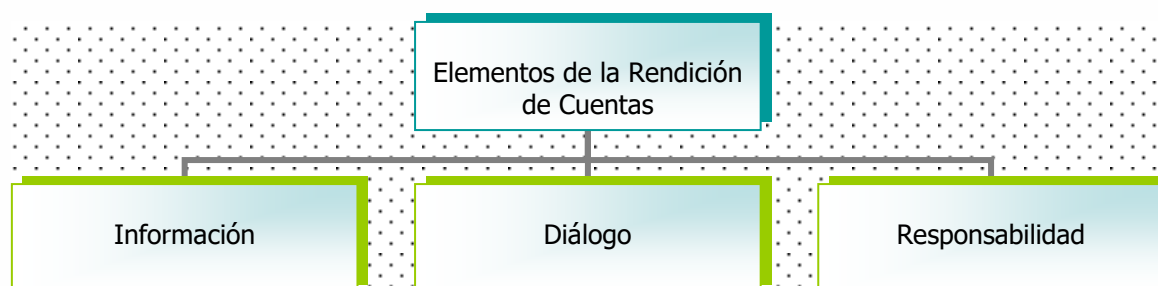 Elementos de la Rendición
de Cuentas
Información
Diálogo
Responsabilidad